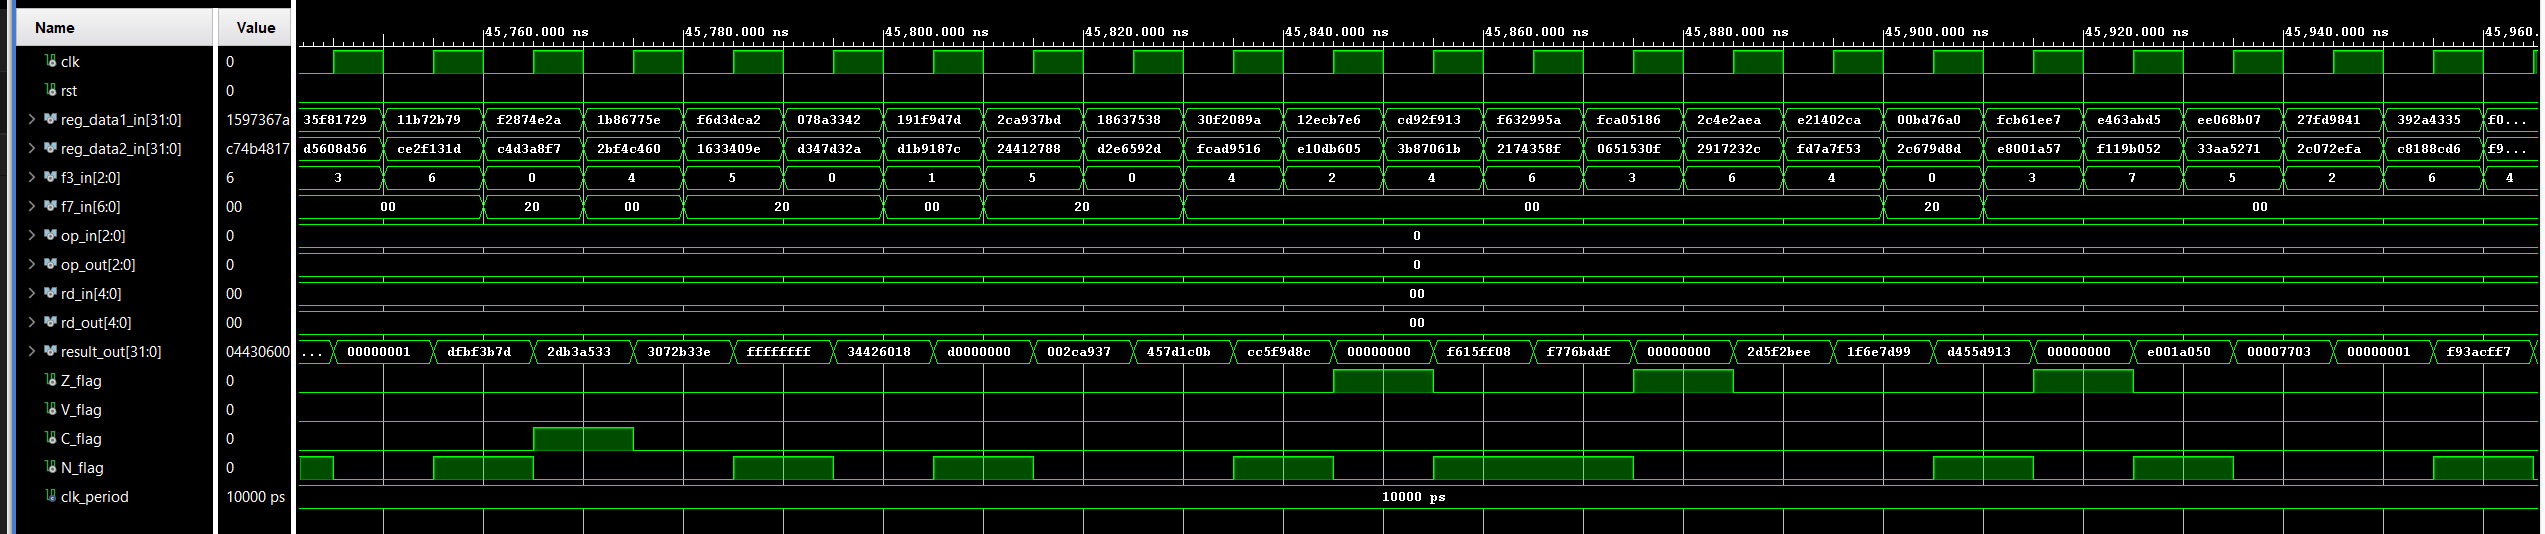 Name Value
45,760.000 ns 45,780.000 ns 45,800.000 ns 45,820.000 ns 45,840.000 ns 45,860.000 ns 45,880.000 ns 45,900.000 ns 45,920.000 ns 45,940.000 ns 45,960.
clk 0
rst 0
reg_data1_in[31:0] 1597367a 35f81729 11b72b79 f2874e2a 1b86775e f6d3dca2 078a3342 191f9d7d 2ca937bd 18637538 30f2089a 12ecb7e6 cd92f913 f632995a fca05186 2c4e2aea e21402ca 00bd76a0 fcb61ee7 e463abd5 ee068b07 27fd9841 392a4335 f0...
reg_data2_in[31:0] c74b4817 d5608d56 ce2f131d c4d3a8f7 2bf4c460 1633409e d347d32a d1b9187c 24412788 d2e6592d fcad9516 e10db605 3b87061b 2174358f 0651530f 2917232c fd7a7f53 2c679d8d e8001a57 f119b052 33aa5271 2c072efa c8188cd6 f9...
f3_in[2:0] 6 3 6 0 4 5 0 1 5 0 4 2 4 6 3 6 4 0 3 7 5 2 6 4
f7_in[6:0] 00 00 20 00 20 00 20 00 20 00
op_in[2:0] 0 0
op_out[2:0] 0 0
rd_in[4:0] 00 00
rd_out[4:0] 00 00
result_out[31:0] 04430600 ... 00000001 dfbf3b7d 2db3a533 3072b33e ffffffff 34426018 d0000000 002ca937 457d1c0b cc5f9d8c 00000000 f615ff08 f776bddf 00000000 2d5f2bee 1f6e7d99 d455d913 00000000 e001a050 00007703 00000001 f93acff7
Z_flag 0
V_flag 0
C_flag 0
N_flag 0
clk_period 10000 ps 10000 ps